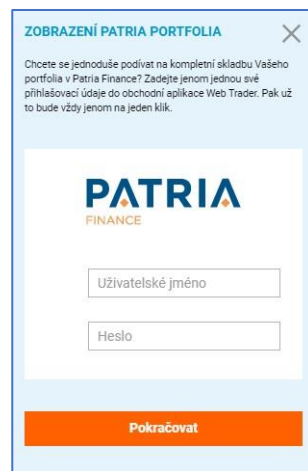 ZOBRAZENÍ PATRIA PORTFOLIA
Chcete se jednoduše podívat na kompletní skladbu Vašeho
portfolia v Patria Finance? Zadejte jenom jednou své
přihlašovací údaje do obchodní aplikace Web Trader. Pak už
to bude vždy jenom na jeden klik.
PATRIA
FINANCE
Uživatelské jméno
Heslo
Pokračovat